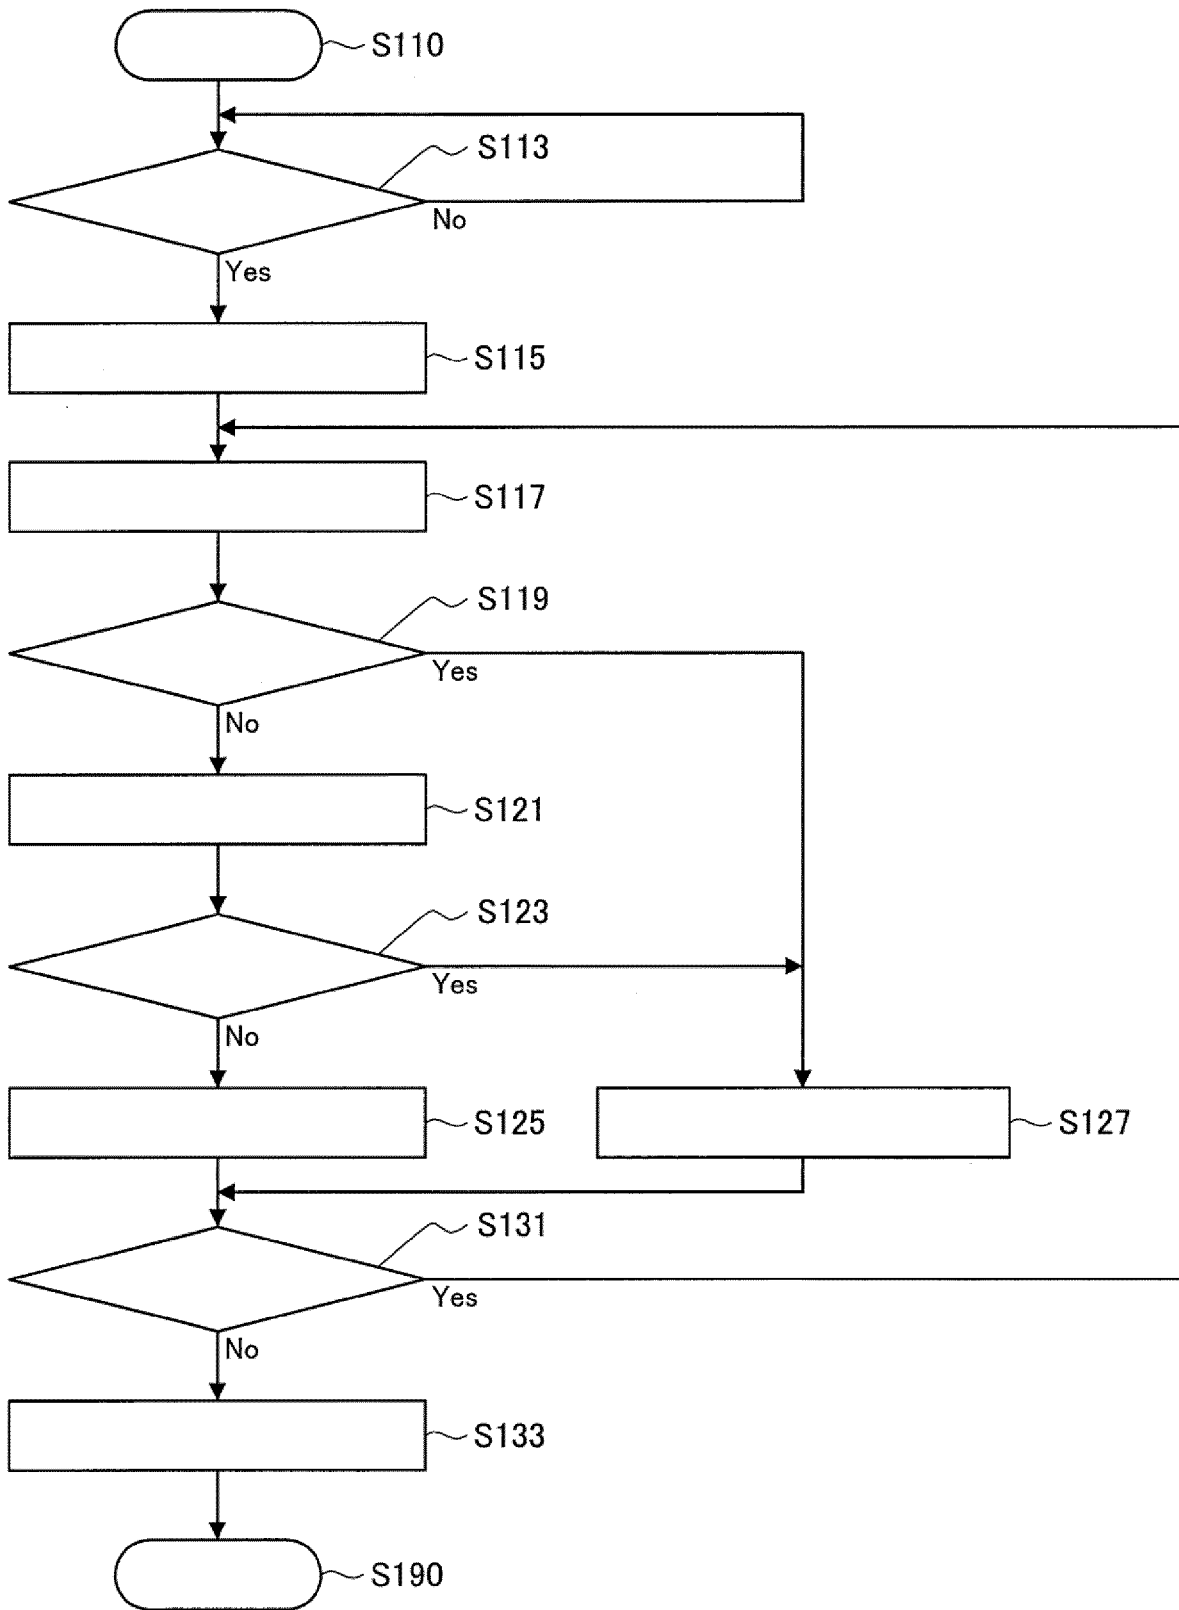 S110
S113
No
Yes
S115
S117
S119
Yes
No
S121
S123
Yes
No
S125
S127
S131
Yes
No
S133
S190